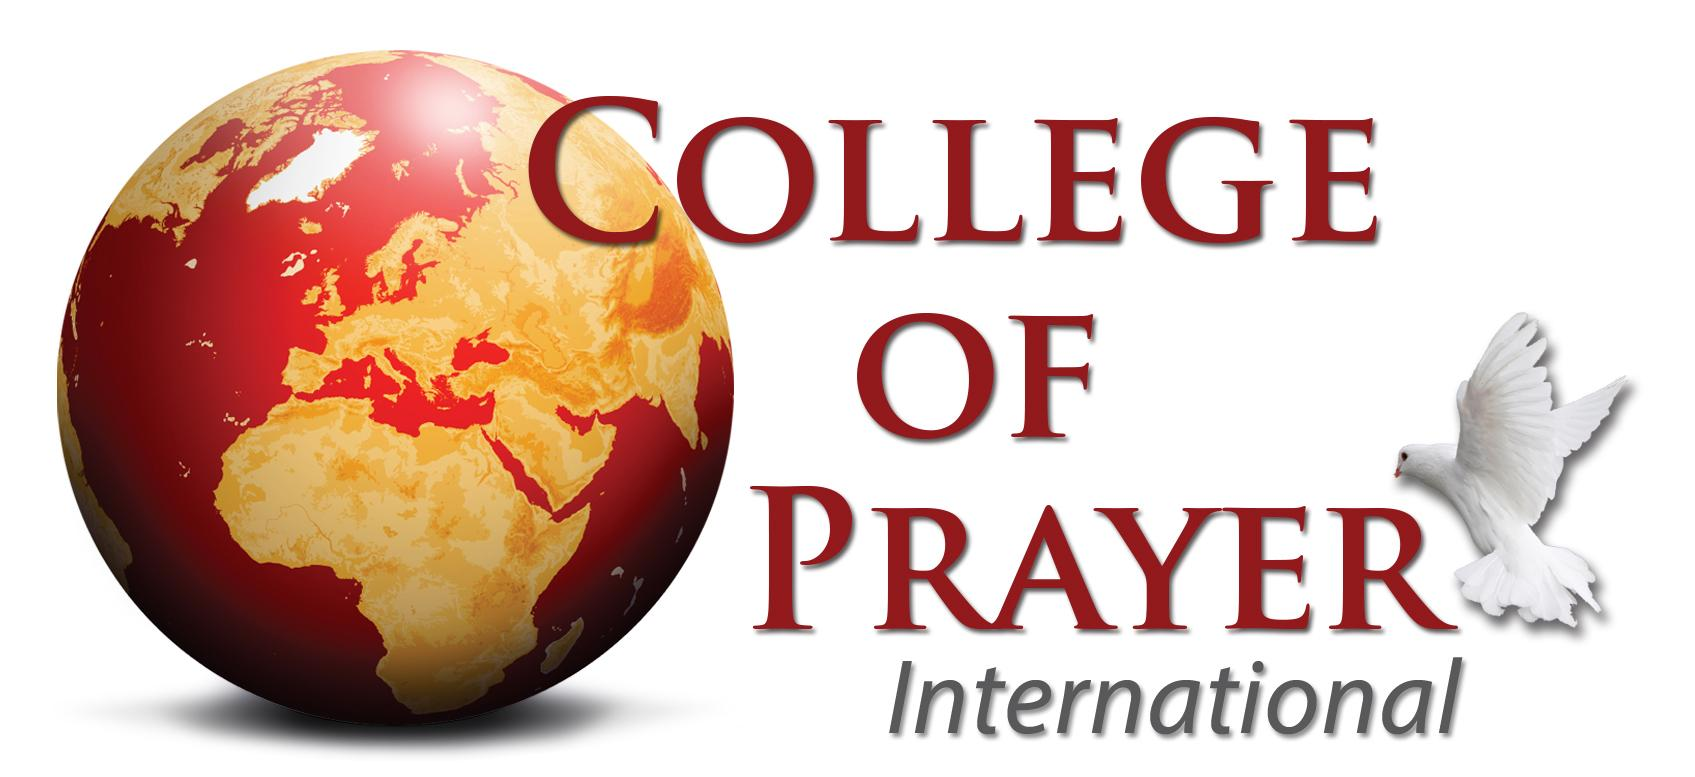 COLLEGE
OF
PRAYER
International